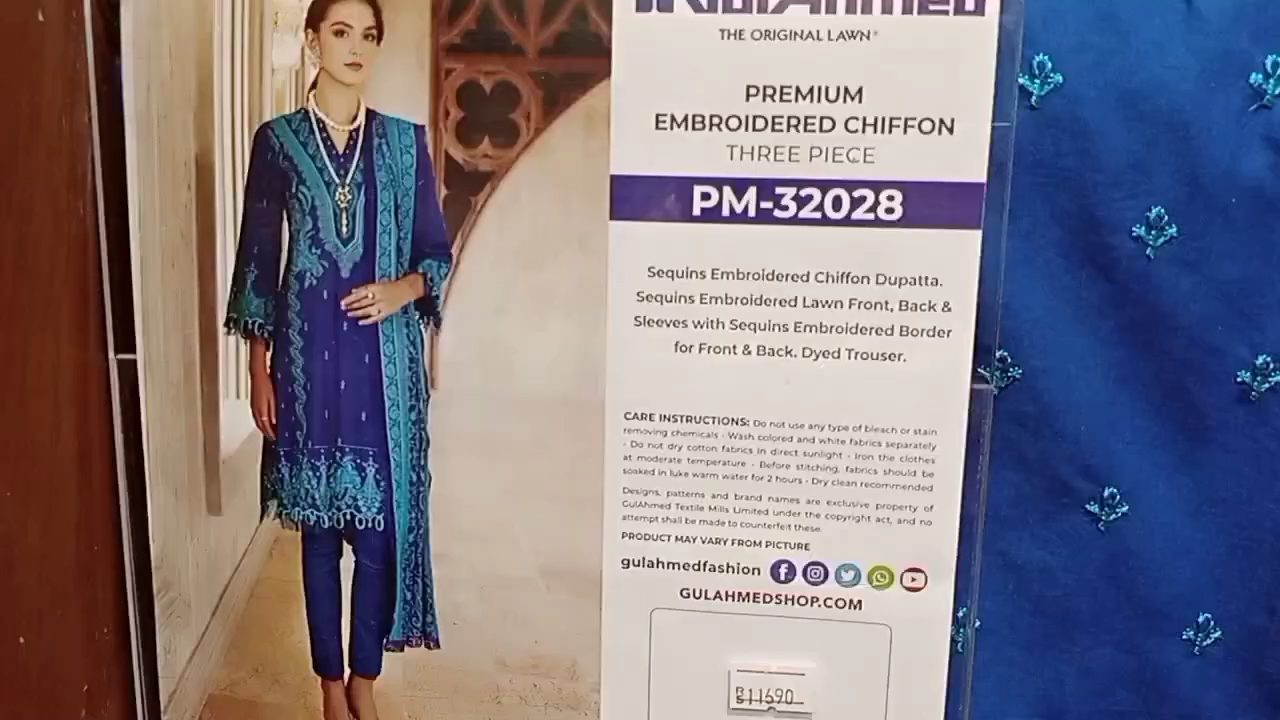 THE ORIGINAL LAWN®
PREMIUM
EMBROIDERED CHIFFON
THREE PIECE
PM-32028
Sequins Embroidered Chiffon Dupatta.
Sequins Embroidered Lawn Front, Back &
Sleeves with Sequins Embroidered Border
for Front & Back. Dyed Trouser.
CARE INSTRUCTIONS: Do not use any type of bleach or stain
removing chemicals - Wash colored and white fabrics separately
- Do not dry cotton fabrics in direct sunlight - Iron the clothes
at moderate temperature - Before stitching, fabrics should be
soaked in luke warm water for 2 hours - Dry clean recommended
Designs, patterns and brand names are exclusive property of
GulAhmed Textile Mills Limited under the copyright act, and no
attempt shall be made to counterfeit these.
PRODUCT MAY VARY FROM PICTURE
gulahmedfashion
GULAHMEDSHOP.COM